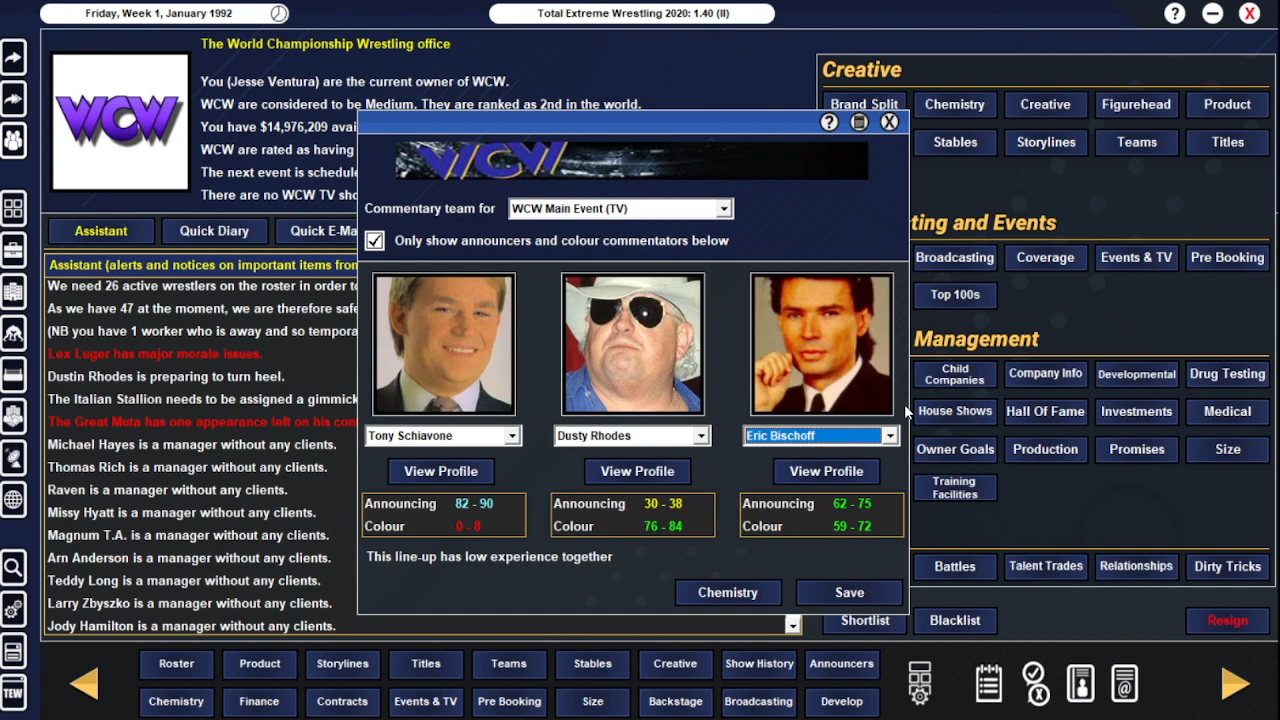 Friday, Week 1, January 1992
Total Extreme Wrestling 2020: 1.40 (II)
?
X
The World Championship Wrestling office
WCW
You (Jesse Ventura) are the current owner of WCW.
WCW are considered to be Medium. They are ranked as 2nd in the world.
You have $14,976,209 avai
WCW are rated as having
The next event is schedule
There are no WCW TV sho
Assistant
Quick Diary
Quick E-Ma
Assistant (alerts and notices on important items from
We need 26 active wrestlers on the roster in order to
As we have 47 at the moment, we are therefore safe
(NB you have 1 worker who is away and so tempora
Lex Luger has major morale issues.
Dustin Rhodes is preparing to turn heel.
The Italian Stallion needs to be assigned a gimmick
The Great Muta has one appearance left on his con
Michael Hayes is a manager without any clients.
Thomas Rich is a manager without any clients.
Raven is a manager without any clients.
Missy Hyatt is a manager without any clients.
Magnum T.A. is a manager without any clients.
Arn Anderson is a manager without any clients.
Teddy Long is a manager without any clients.
Larry Zbyszko is a manager without any clients.
Jody Hamilton is a manager without any clients.
? X
WCW
Commentary team for WCW Main Event (TV)
Only show announcers and colour commentators below
Tony Schiavone Dusty Rhodes Eric Bischoff
View Profile View Profile View Profile
Announcing 82 - 90 Announcing 30 - 38 Announcing 62 - 75
Colour 0 - 8 Colour 76 - 84 Colour 59 - 72
This line-up has low experience together
Chemistry Save
Creative
Brand Split Chemistry Creative Figurehead Product
Stables Storylines Teams Titles
ting and Events
Broadcasting Coverage Events & TV Pre Booking
Top 100s
Management
Child Companies Company Info Developmental Drug Testing
House Shows Hall Of Fame Investments Medical
Owner Goals Production Promises Size
Training Facilities
Battles Talent Trades Relationships Dirty Tricks
Shortlist Blacklist Resign
Roster Product Storylines Titles Teams Stables Creative Show History Announcers
Chemistry Finance Contracts Events & TV Pre Booking Size Backstage Broadcasting Develop
TEW
@